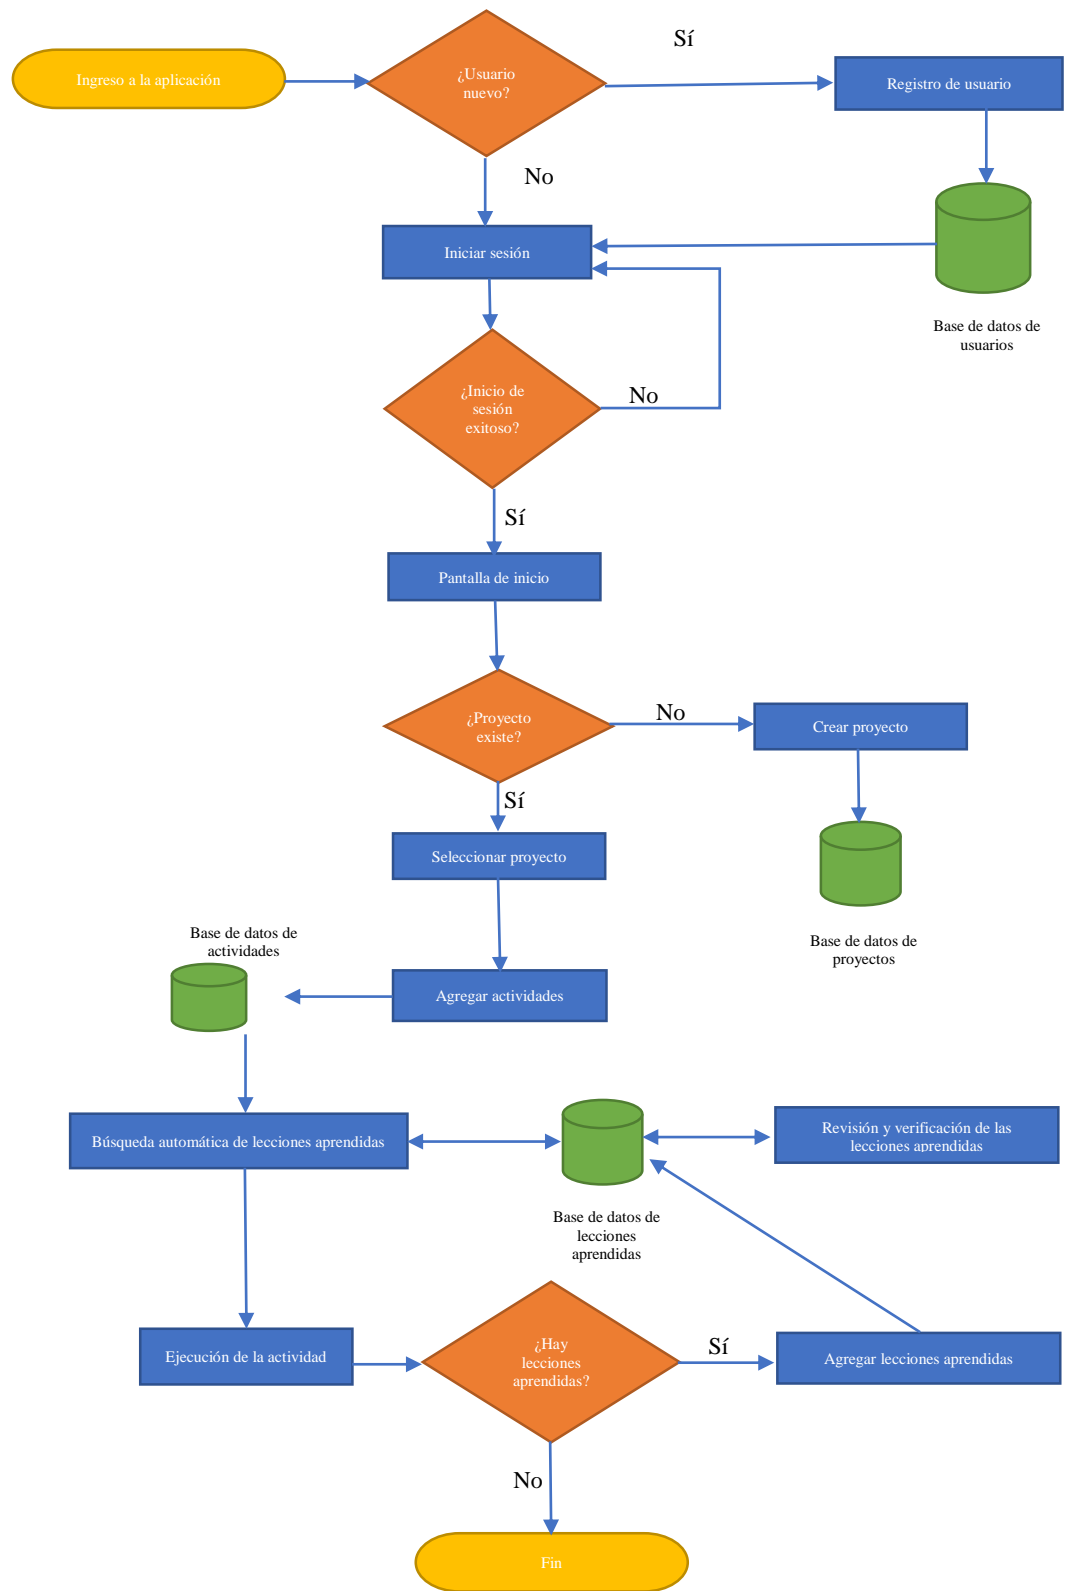 Sí
Ingreso a la aplicación
¿Usuario
nuevo?
Registro de usuario
No
Iniciar sesión
Base de datos de
usuarios
¿Inicio de
sesión
exitoso?
No
Sí
Pantalla de inicio
¿Proyecto
existe?
No
Crear proyecto
Sí
Seleccionar proyecto
Base de datos de
proyectos
Base de datos de
actividades
Agregar actividades
Búsqueda automática de lecciones aprendidas
Revisión y verificación de las
lecciones aprendidas
Base de datos de
lecciones
aprendidas
Ejecución de la actividad
¿Hay
lecciones
aprendidas?
Sí
Agregar lecciones aprendidas
No
Fin